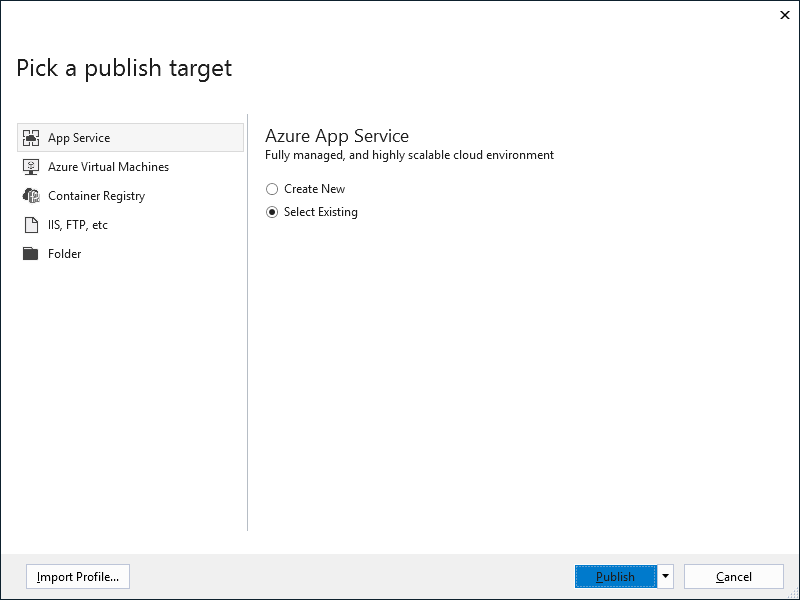 Pick a publish target
App Service
Azure Virtual Machines
Container Registry
IIS, FTP, etc
Folder
Azure App Service
Fully managed, and highly scalable cloud environment
Create New
Select Existing
Import Profile...
Publish
Cancel